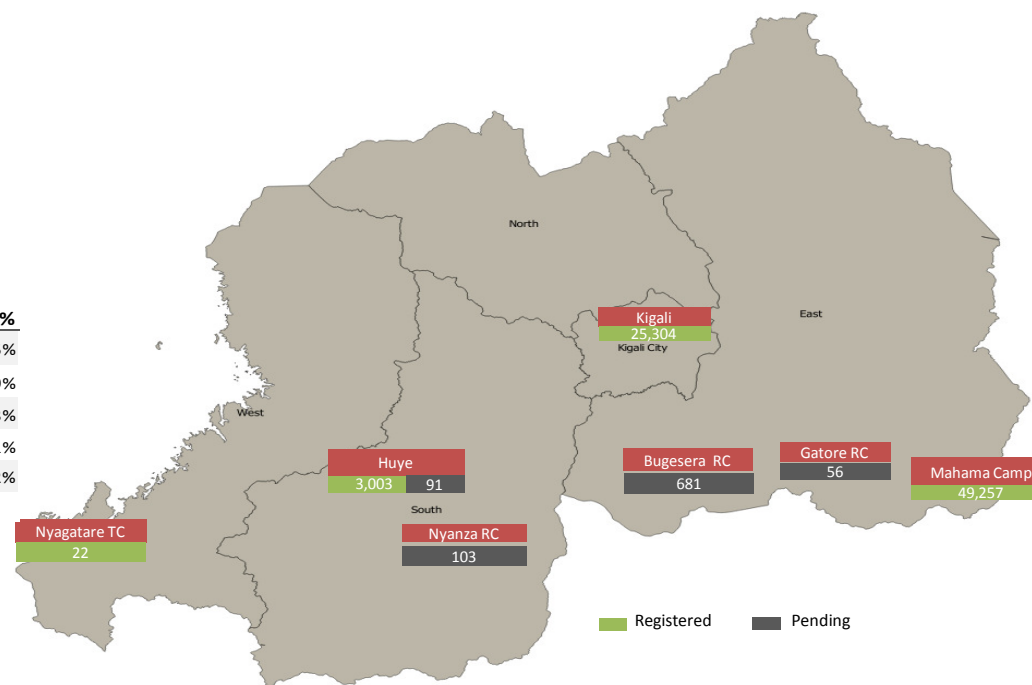 North
Kigali
25,304
Kigali City
East
%
%
%
%
%
%
West
Huye
3,003 91
South
Nyanza RC
103
Bugesera RC
681
Gatore RC
56
Mahama Camp
49,257
Nyagatare TC
22
Registered Pending